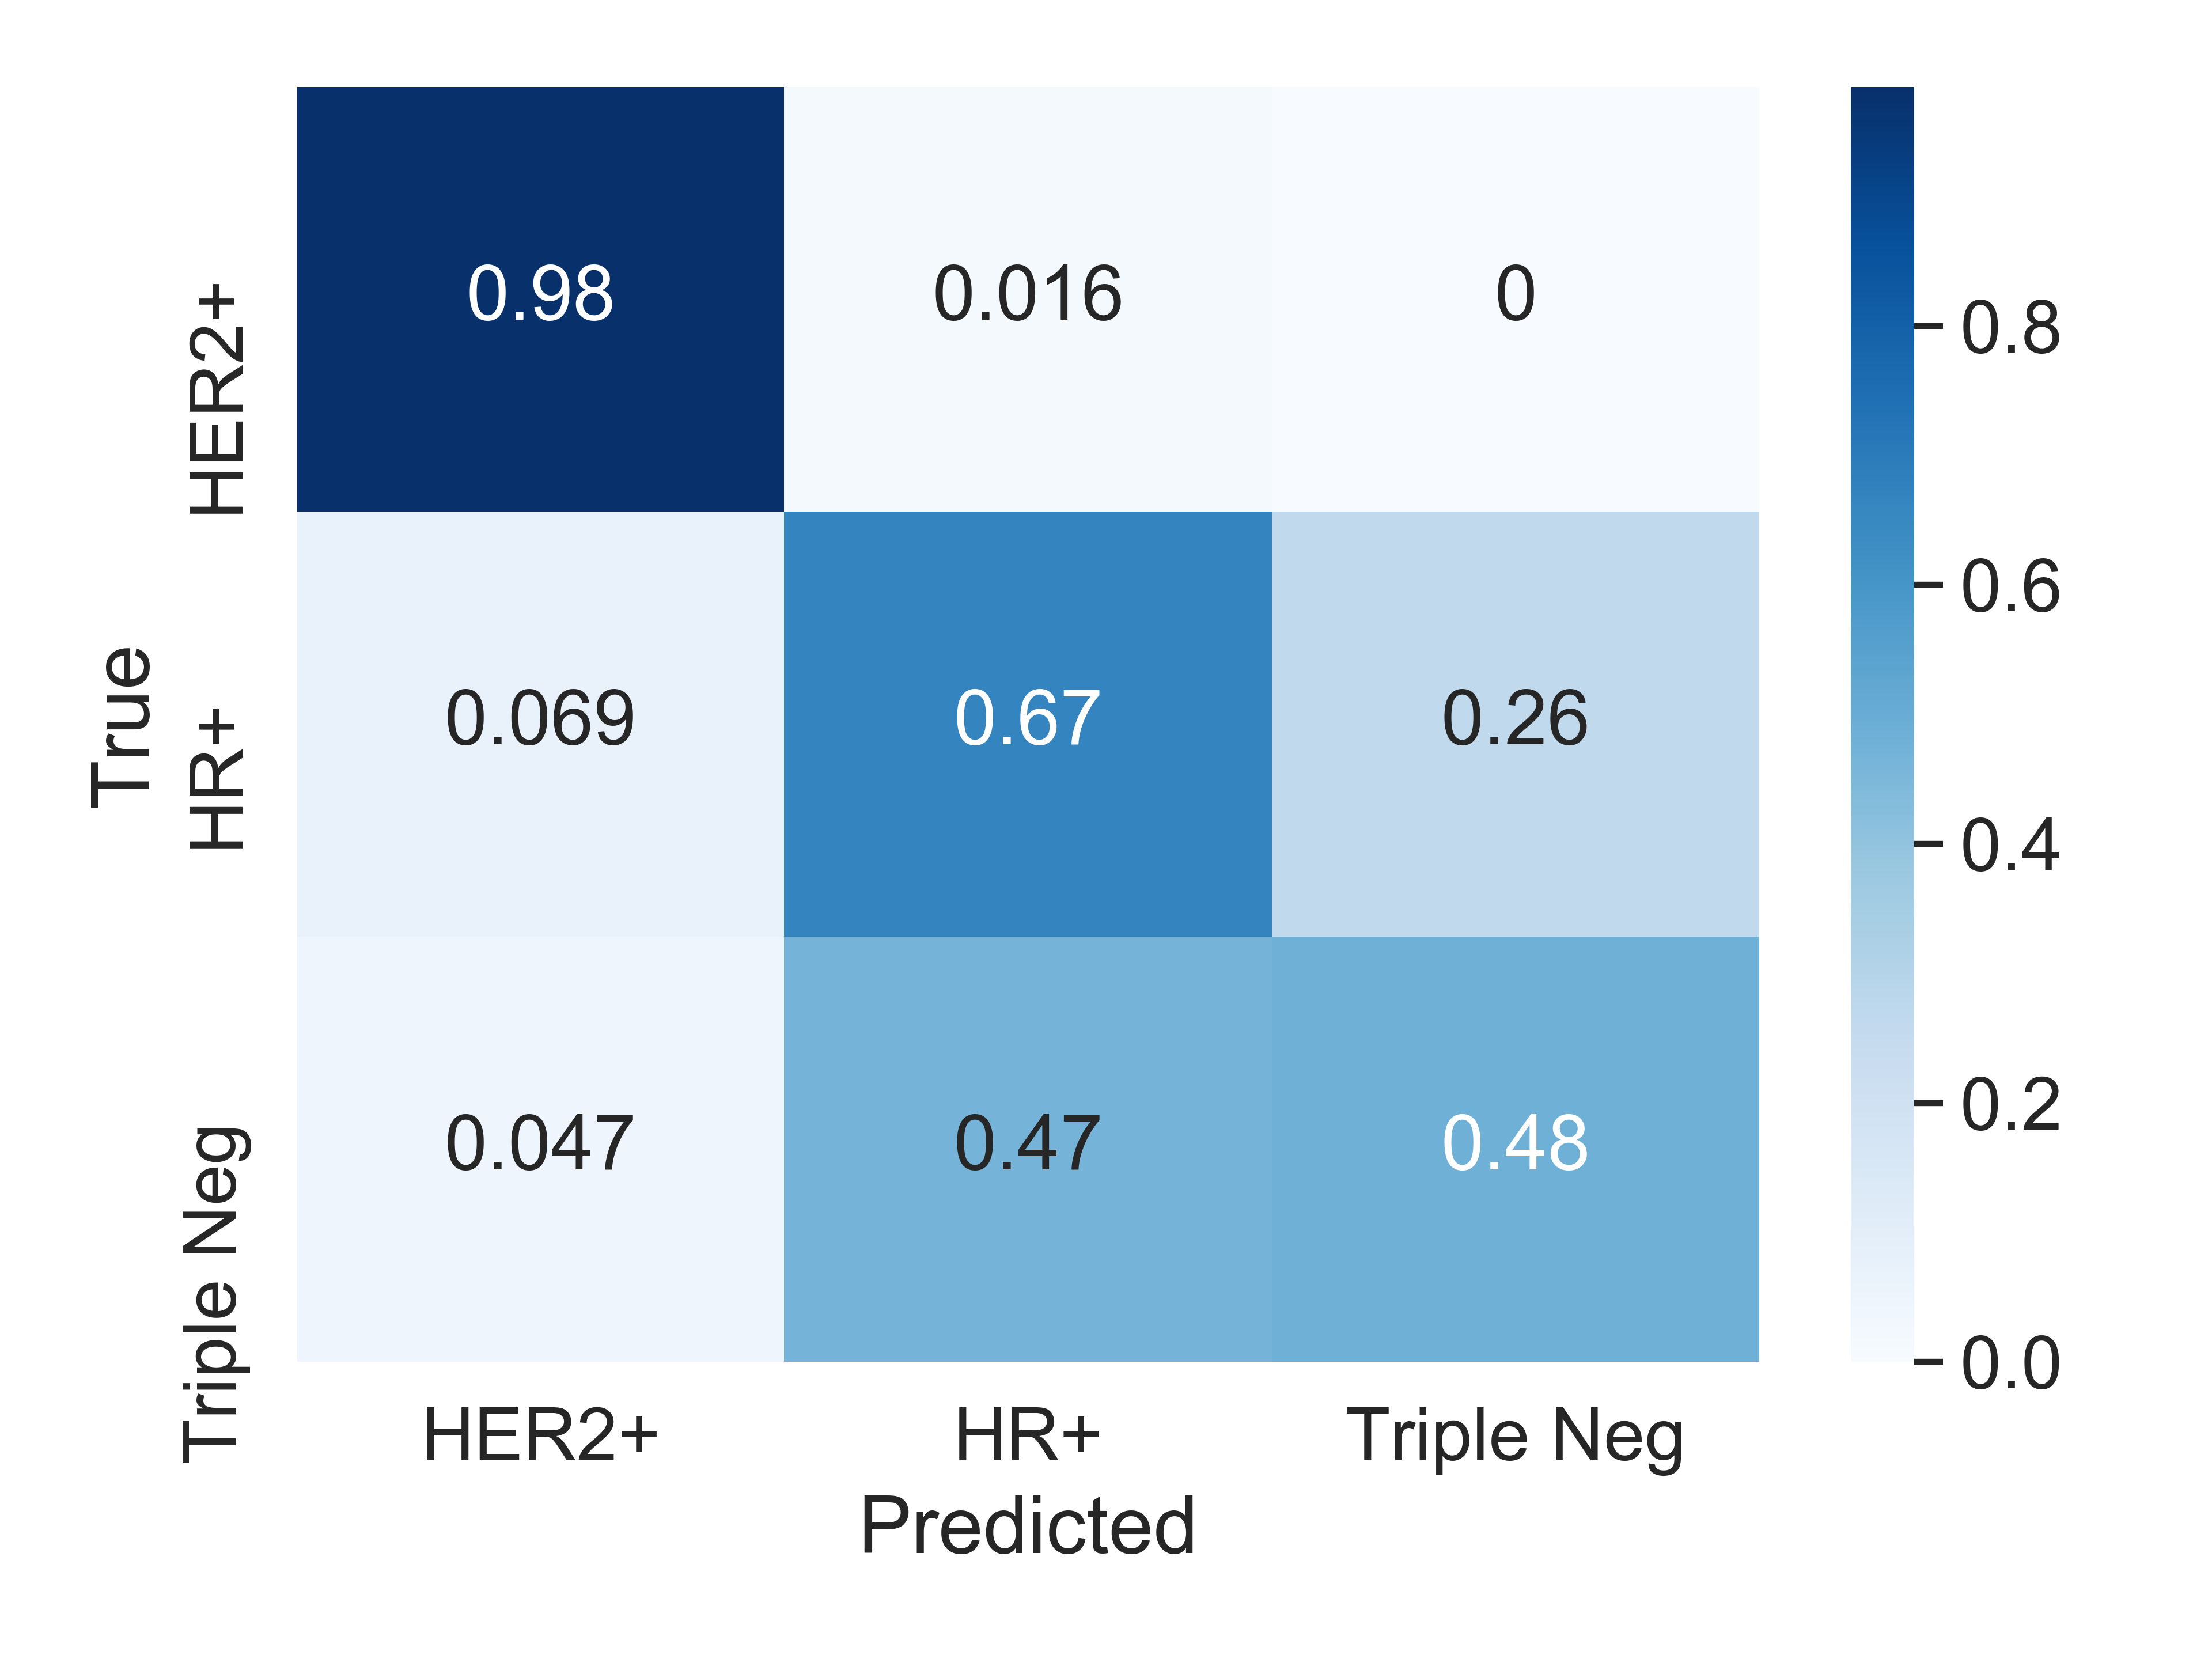 True
HER2+
HR+
Triple Neg
0.98 0.016 0
0.069 0.67 0.26
0.047 0.47 0.48
HER2+ HR+ Triple Neg
Predicted
0.8
0.6
0.4
0.2
0.0